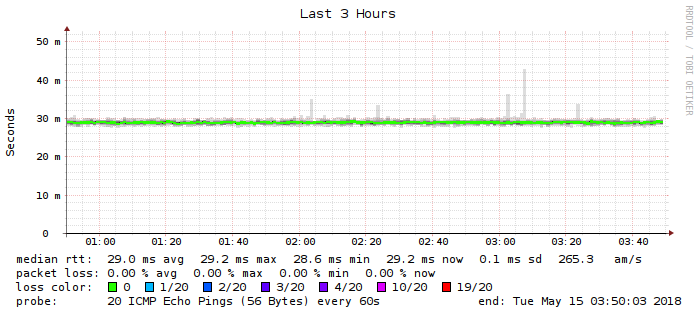 Last 3 Hours
RRDTOOL / TOBI OETIKER
Seconds
50 m
40 m
30 m
20 m
10 m
0
01:00 01:20 01:40 02:00 02:20 02:40 03:00 03:20 03:40
median rtt: 29.0 ms avg 29.2 ms max 28.6 ms min 29.2 ms now 0.1 ms sd 265.3 am/s
packet loss: 0.00 % avg 0.00 % max 0.00 % min 0.00 % now
loss color: 0 1/20 2/20 3/20 4/20 10/20 19/20
probe: 20 ICMP Echo Pings (56 Bytes) every 60s end: Tue May 15 03:50:03 2018